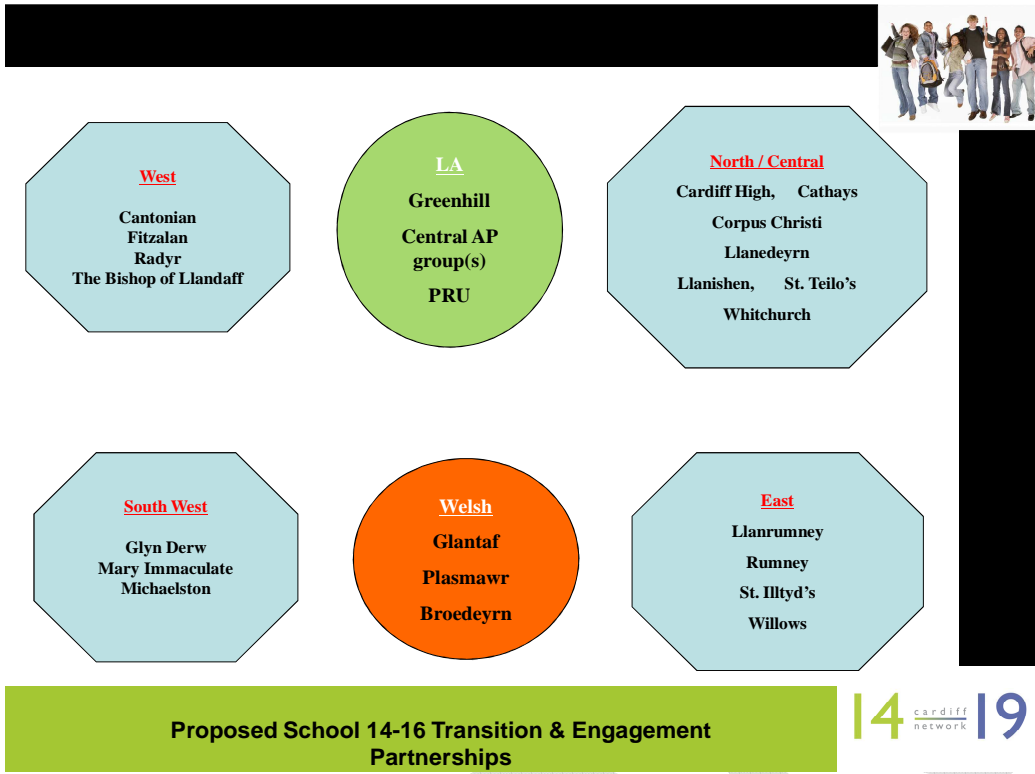 West
Cantonian
Fitzalan
Radyr
The Bishop of Llandaff
LA
Greenhill
Central AP
group(s)
PRU
North / Central
Cardiff High, Cathays
Corpus Christi
Llanedeyrn
Llanishen, St. Teilo's
Whitchurch
South West
Glyn Derw
Mary Immaculate
Michaelston
Welsh
Glantaf
Plasmawr
Broedeyrn
East
Llanrumney
Rumney
St. Illtyd's
Willows
Proposed School 14-16 Transition & Engagement
Partnerships
14 cardiff network 19